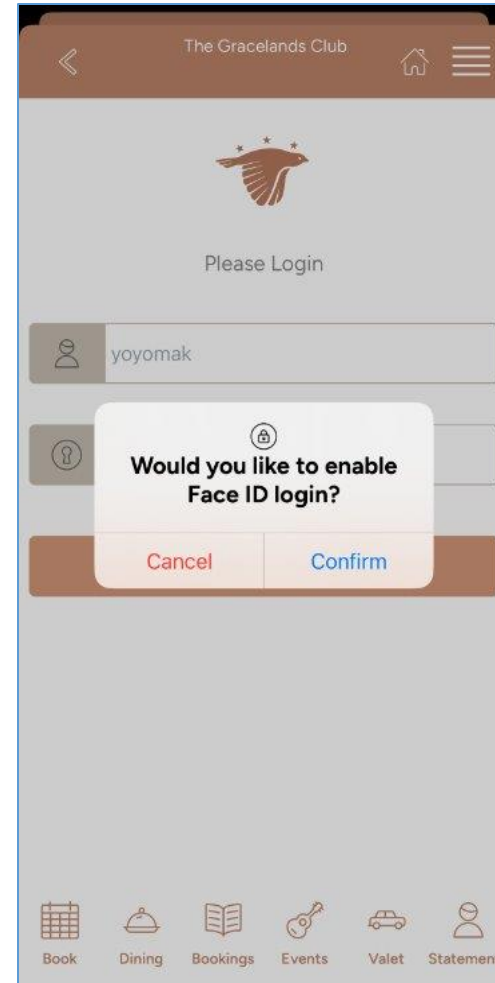 The Gracelands Club
Please Login
yoyomak
Would you like to enable
Face ID login?
Cancel Confirm
Book Dining Bookings Events Valet Statemen